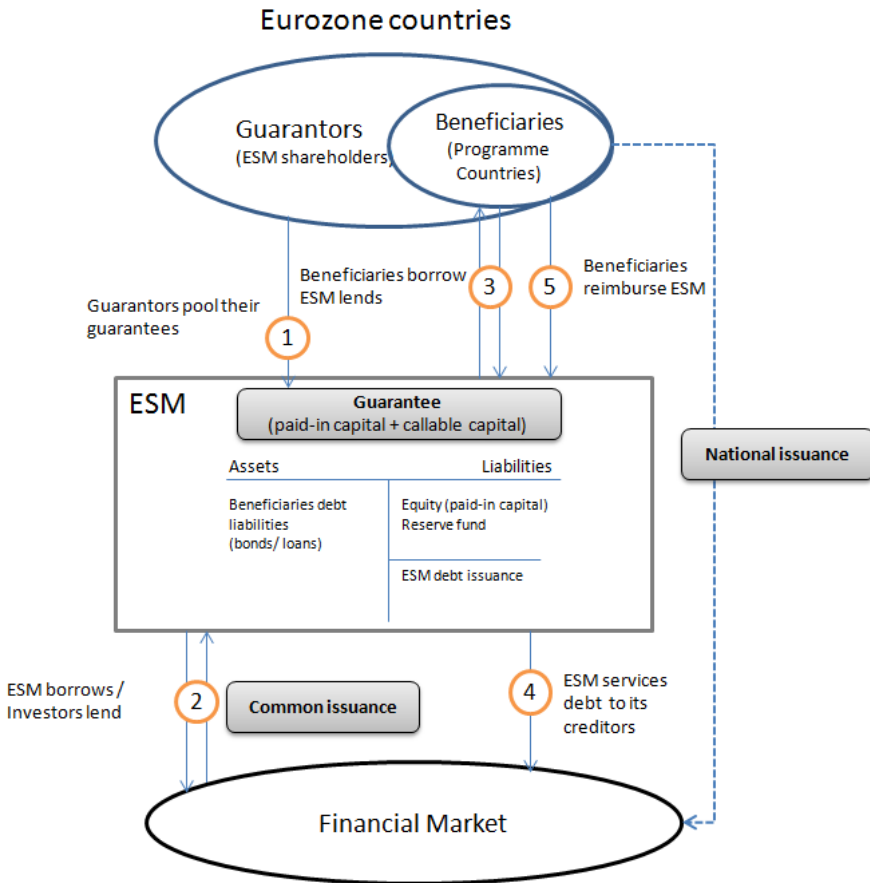 Eurozone countries
Guarantors
(ESM shareholders)
Beneficiaries
(Programme
Countries)
Beneficiaries borrow
ESM lends
3
5
Beneficiaries
reimburse ESM
Guarantors pool their
guarantees
1
ESM
Guarantee
(paid-in capital + callable capital)
Assets
Liabilities
Beneficiaries debt
liabilities
(bonds/ loans)
Equity (paid-in capital)
Reserve fund
ESM debt issuance
National issuance
ESM borrows /
Investors lend
2
Common issuance
4
ESM services
debt to its
creditors
Financial Market